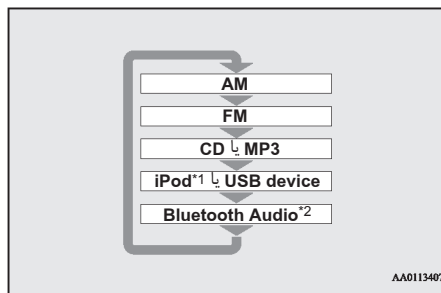 AM
FM
CD یا MP3
iPod*1 یا USB device
Bluetooth Audio*2
AA0113407